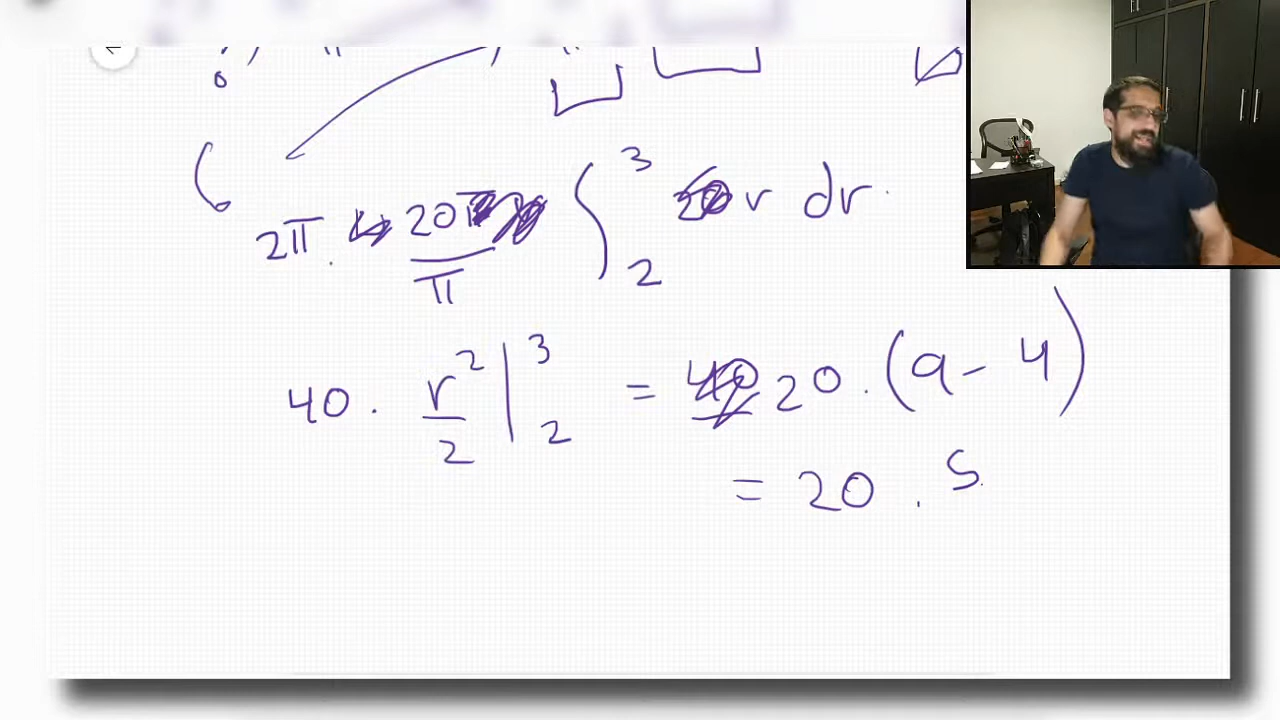 2π · 20/π ∫₂³ r dr
40 · r²/2 |₂³ = 20 · (9 - 4)
= 20 · 5